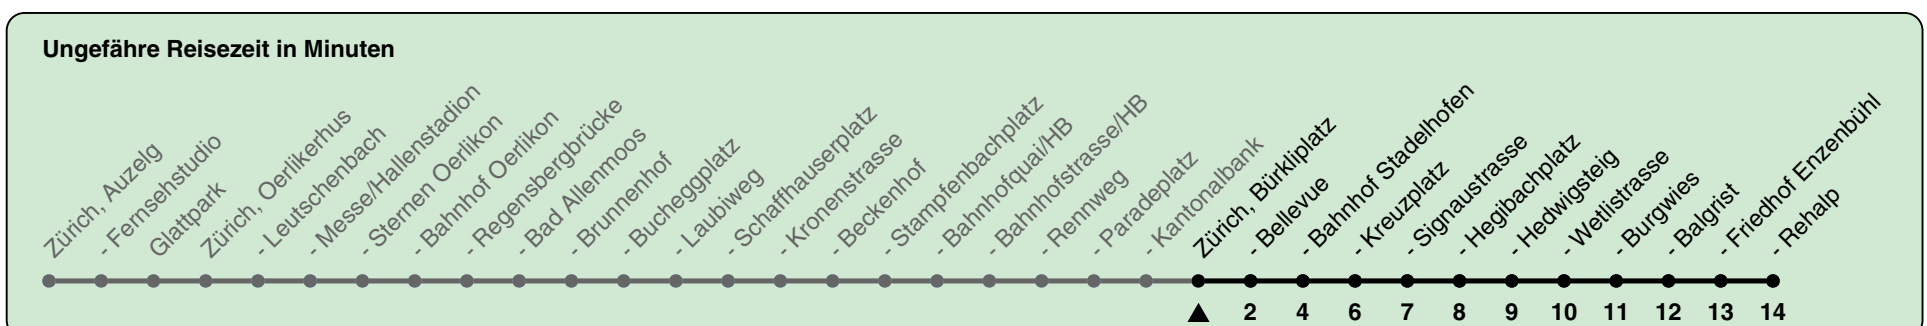 Ungefähre Reisezeit in Minuten
Zürich, Auzelg
- Fernsehstudio
Glattpark
Zürich, Oerlikerhus
- Leutschenbach
- Messe/Hallenstadion
- Sternen Oerlikon
- Bahnhof Oerlikon
- Regensbergbrücke
- Bad Allenmoos
- Brunnenhof
- Bucheggplatz
- Laubiweg
- Schaffhauserplatz
- Kronenstrasse
- Beckenhof
- Stampfenbachplatz
- Bahnhofquai/HB
- Bahnhofstrasse/HB
- Rennweg
- Paradeplatz
- Kantonalbank
Zürich, Bürkliplatz
- Bellevue
- Bahnhof Stadelhofen
- Kreuzplatz
- Signaustrasse
- Hegibachplatz
- Hedwigsteig
- Wetlistrasse
- Burgwies
- Balgrist
- Friedhof Enzenbühl
- Rehalp
2 4 6 7 8 9 10 11 12 13 14